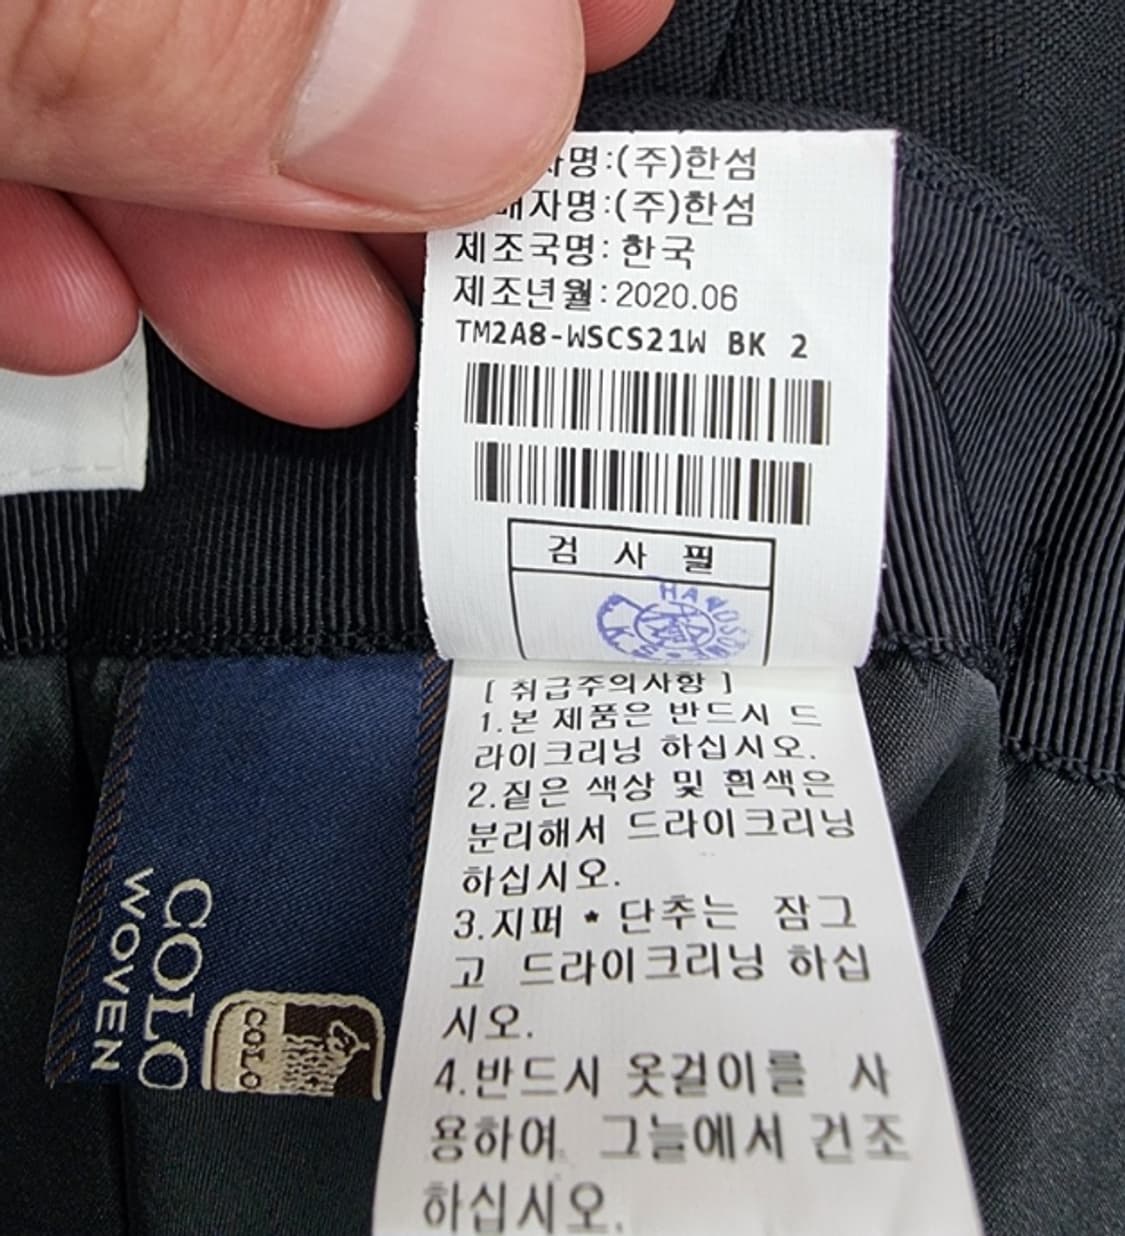 자명:(주)한섬
매자명:(주)한섬
제조국명: 한국
제조년월:2020.06
TM2A8-WSCS21W BK 2
검 사 필
HANDSOME
[ 취급주의사항 ]
1.본 제품은 반드시 드
라이크리닝 하십시오.
2.짙은 색상 및 흰색은
분리해서 드라이크리닝
하십시오.
3.지퍼 * 단추는 잠그
고 드라이크리닝 하십
시오.
4.반드시 옷걸이를 사
용하여 그늘에서 건조
하십시오.
COLO
WOVEN
COLO